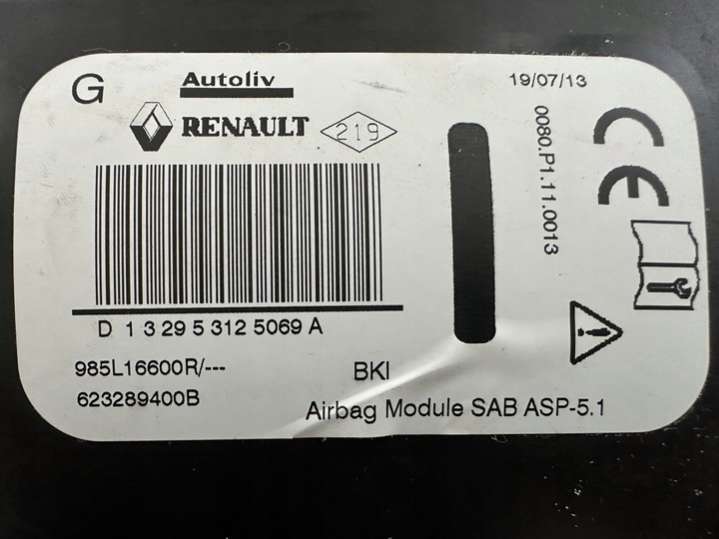 G
Autoliv
RENAULT
219
19/07/13
0080.P1.11.0013
CE
D 1 3 29 5 312 5069 A
985L16600R/---
623289400B
BKI
Airbag Module SAB ASP-5.1